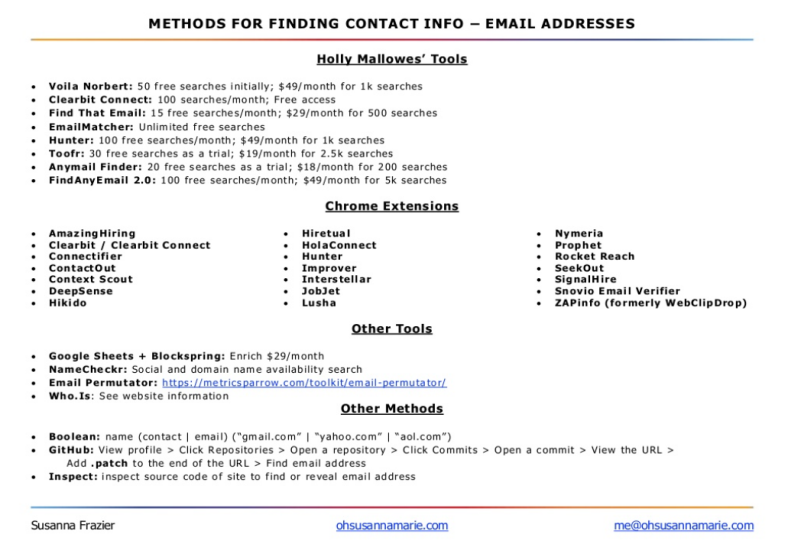 METHODS FOR FINDING CONTACT INFO – EMAIL ADDRESSES
Holly Mallowes’ Tools
• Voila Norbert: 50 free searches initially; $49/month for 1k searches
• Clearbit Connect: 100 searches/month; Free access
• Find That Email: 15 free searches/month; $29/month for 500 searches
• EmailMatcher: Unlimited free searches
• Hunter: 100 free searches/month; $49/month for 1k searches
• Toofr: 30 free searches as a trial; $19/month for 2.5k searches
• Anymail Finder: 20 free searches as a trial; $18/month for 200 searches
• FindAnyEmail 2.0: 100 free searches/month; $49/month for 5k searches
Chrome Extensions
• AmazingHiring
• Clearbit / Clearbit Connect
• Connectifier
• ContactOut
• Context Scout
• DeepSense
• Hikido
• Hiretual
• HolaConnect
• Hunter
• Improver
• Interstellar
• JobJet
• Lusha
• Nymeria
• Prophet
• Rocket Reach
• SeekOut
• SignalHire
• Snovio Email Verifier
• ZAPinfo (formerly WebClipDrop)
Other Tools
• Google Sheets + Blockspring: Enrich $29/month
• NameCheckr: Social and domain name availability search
• Email Permutator: https://metricsparrow.com/toolkit/email-permutator/
• Who.Is: See website information
Other Methods
• Boolean: name (contact | email) (“gmail.com” | “yahoo.com” | “aol.com”)
• GitHub: View profile > Click Repositories > Open a repository > Click Commits > Open a commit > View the URL >
Add .patch to the end of the URL > Find email address
• Inspect: inspect source code of site to find or reveal email address
Susanna Frazier
ohsusannamarie.com
me@ohsusannamarie.com